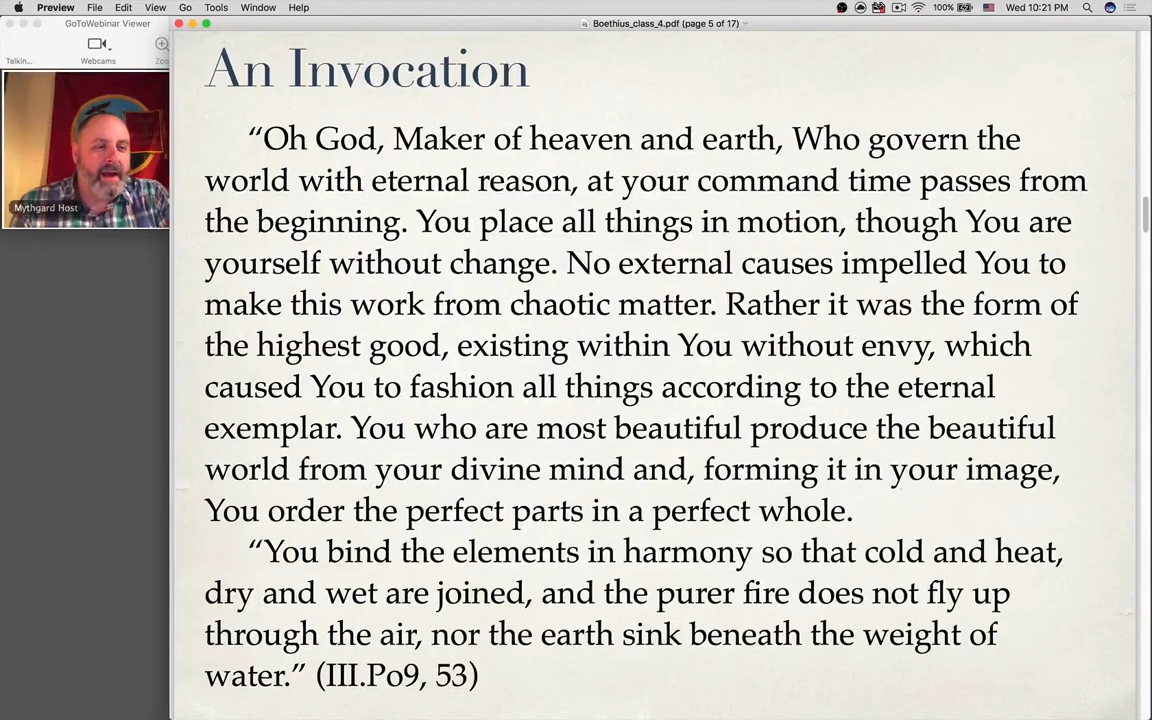 Preview File Edit View Go Tools Window Help 100% Wed 10:21 PM
GoToWebinar Viewer
Boethius_class_4.pdf (page 5 of 17)
Talkin... Webcams Zoo
Mythgard Host
An Invocation
“Oh God, Maker of heaven and earth, Who govern the
world with eternal reason, at your command time passes from
the beginning. You place all things in motion, though You are
yourself without change. No external causes impelled You to
make this work from chaotic matter. Rather it was the form of
the highest good, existing within You without envy, which
caused You to fashion all things according to the eternal
exemplar. You who are most beautiful produce the beautiful
world from your divine mind and, forming it in your image,
You order the perfect parts in a perfect whole.
“You bind the elements in harmony so that cold and heat,
dry and wet are joined, and the purer fire does not fly up
through the air, nor the earth sink beneath the weight of
water.” (III.Po9, 53)